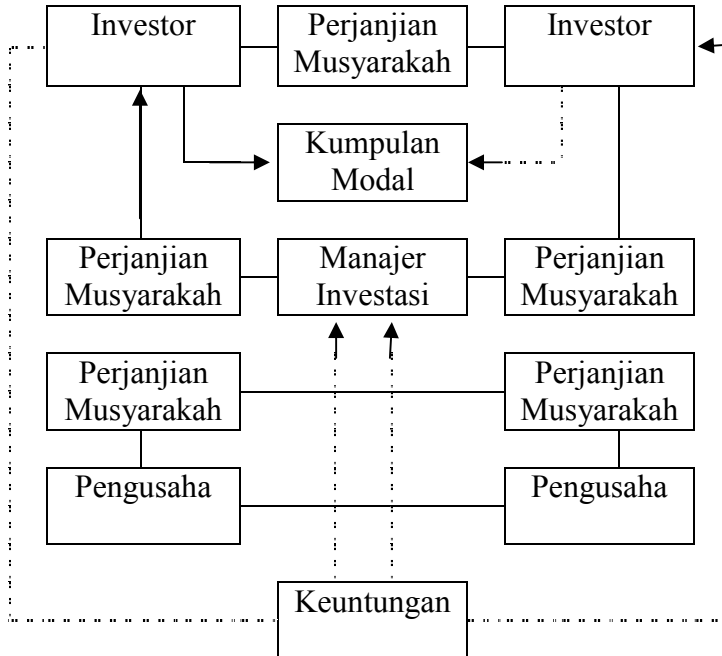 Investor
Perjanjian
Musyarakah
Investor
Kumpulan
Modal
Perjanjian
Musyarakah
Manajer
Investasi
Perjanjian
Musyarakah
Perjanjian
Musyarakah
Perjanjian
Musyarakah
Pengusaha
Pengusaha
Keuntungan